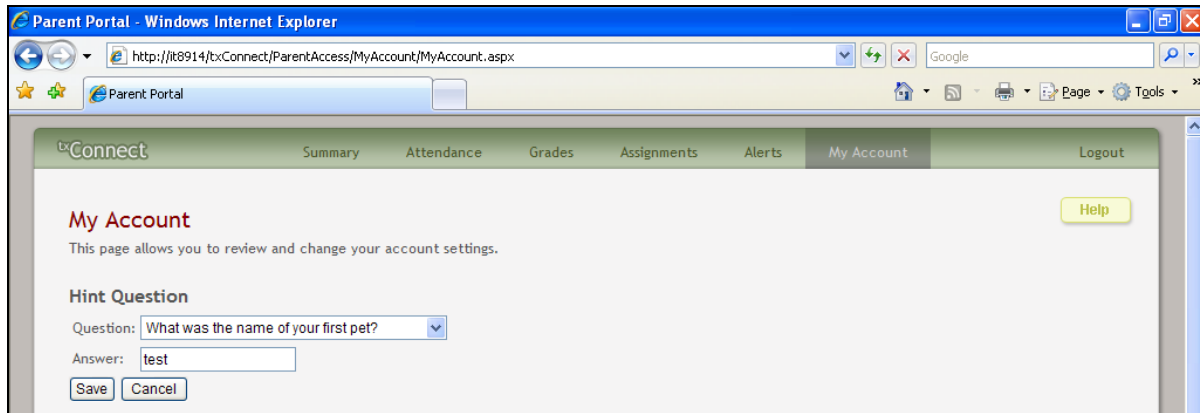 Parent Portal - Windows Internet Explorer
http://it8914/txConnect/ParentAccess/MyAccount/MyAccount.aspx
Google
Parent Portal
Page
Tools
»
txConnect
Summary
Attendance
Grades
Assignments
Alerts
My Account
Logout
My Account
Help
This page allows you to review and change your account settings.
Hint Question
Question: What was the name of your first pet?
Answer: test
Save Cancel